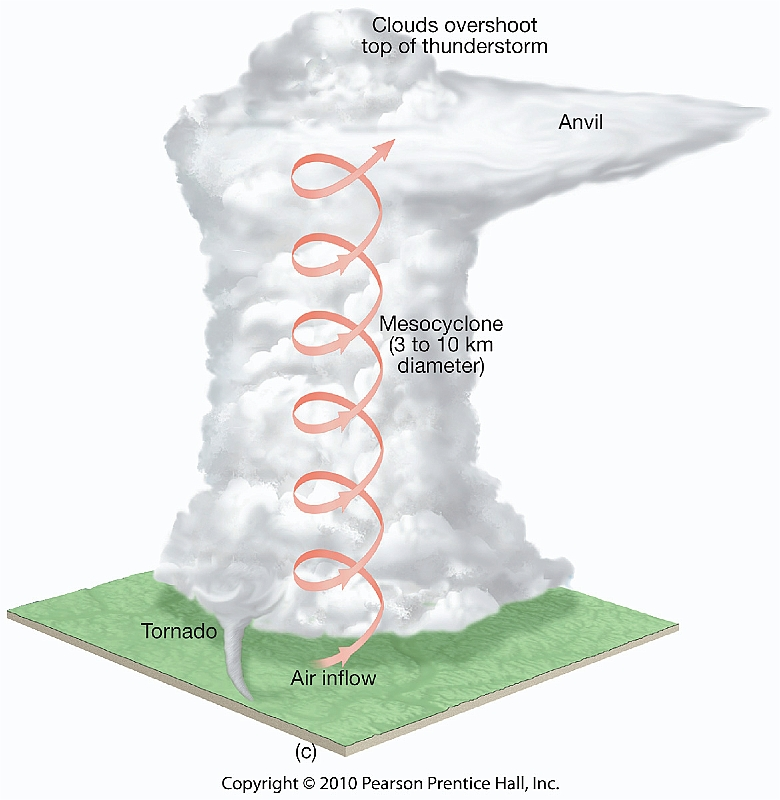 Clouds overshoot
top of thunderstorm
Anvil
Mesocyclone
(3 to 10 km
diameter)
Tornado
Air inflow
(c)
Copyright © 2010 Pearson Prentice Hall, Inc.